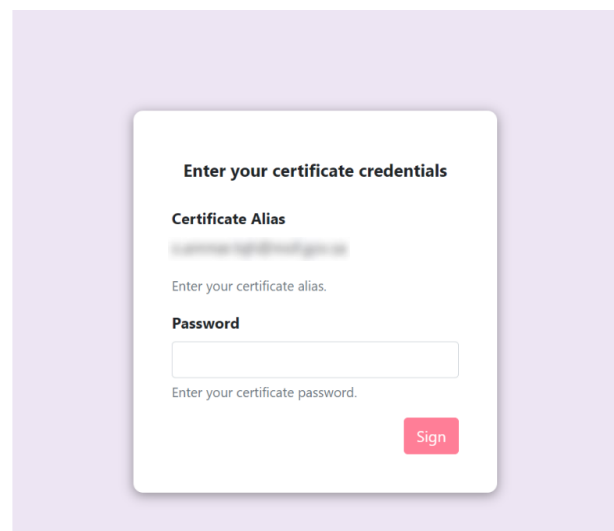 Enter your certificate credentials
Certificate Alias
Enter your certificate alias.
Password
Enter your certificate password.
Sign